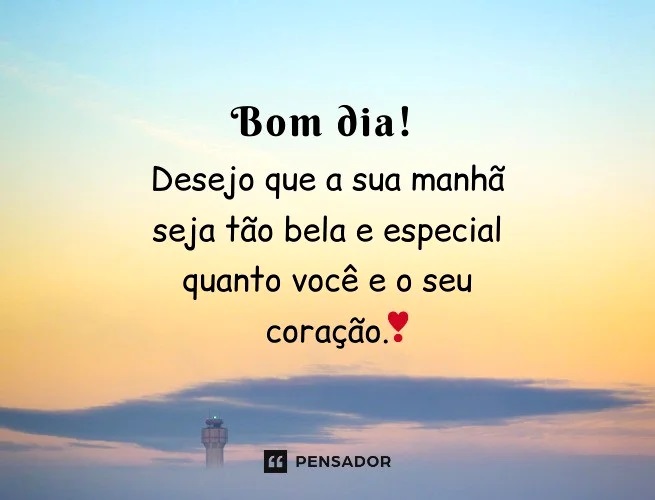 Bom dia!
Desejo que a sua manhã
seja tão bela e especial
quanto você e o seu
coração.❣
PENSADOR